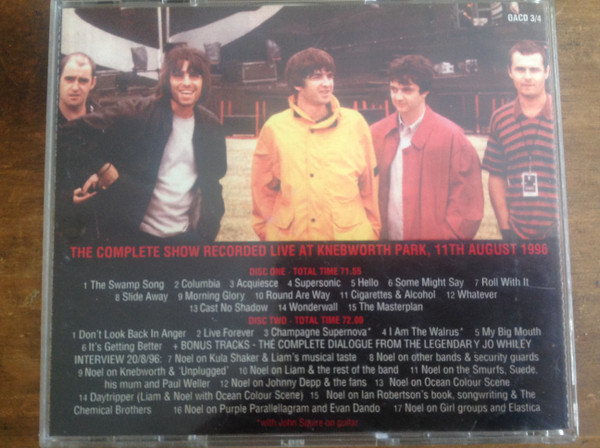 OACD 3/4
THE COMPLETE SHOW RECORDED LIVE AT KNEBWORTH PARK, 11TH AUGUST 1996
DISC ONE - TOTAL TIME 71.55
1 The Swamp Song 2 Columbia 3 Acquiesce 4 Supersonic 5 Hello 6 Some Might Say 7 Roll With It
8 Slide Away 9 Morning Glory 10 Round Are Way 11 Cigarettes & Alcohol 12 Whatever
13 Cast No Shadow 14 Wonderwall 15 The Masterplan
DISC TWO - TOTAL TIME 72.80
1 Don't Look Back In Anger 2 Live Forever 3 Champagne Supernova* 4 I Am The Walrus* 5 My Big Mouth
6 It's Getting Better + BONUS TRACKS - THE COMPLETE DIALOGUE FROM THE LEGENDARY JO WHILEY
INTERVIEW 20/8/96: 7 Noel on Kula Shaker & Liam's musical taste 8 Noel on other bands & security guards
9 Noel on Knebworth & 'Unplugged' 10 Noel on Liam & the rest of the band 11 Noel on the Smurfs, Suede,
his mum and Paul Weller 12 Noel on Johnny Depp & the fans 13 Noel on Ocean Colour Scene
14 Daytripper (Liam & Noel with Ocean Colour Scene) 15 Noel on Ian Robertson's book, songwriting & The
Chemical Brothers 16 Noel on Purple Parallellagram and Evan Dando 17 Noel on Girl groups and Elastica
*with John Squire on guitar